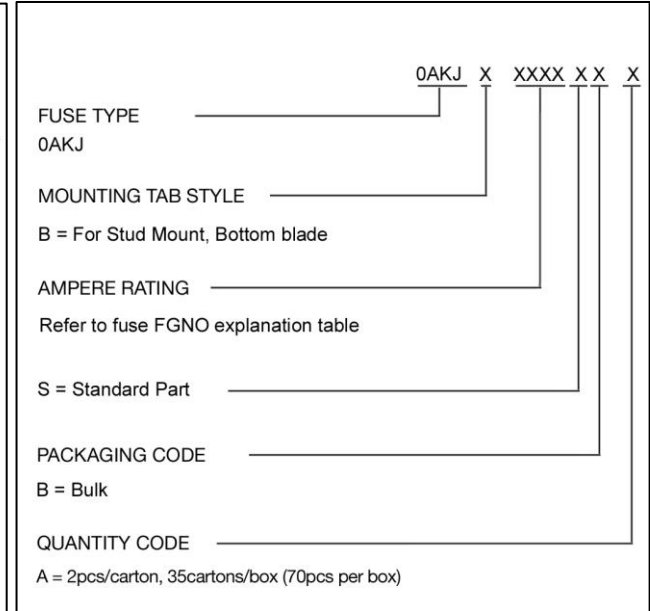 0AKJ X XXXX X X X
FUSE TYPE
0AKJ
MOUNTING TAB STYLE
B = For Stud Mount, Bottom blade
AMPERE RATING
Refer to fuse FGNO explanation table
S = Standard Part
PACKAGING CODE
B = Bulk
QUANTITY CODE
A = 2pcs/carton, 35cartons/box (70pcs per box)